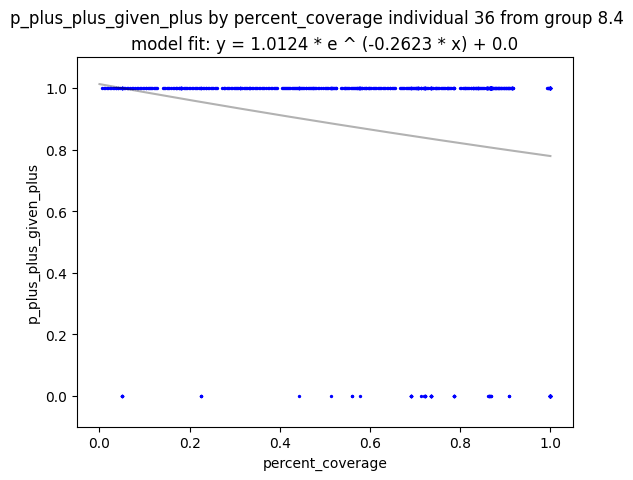 p_plus_plus_given_plus by percent_coverage individual 36 from group 8.4
model fit: y = 1.0124 * e ^ (-0.2623 * x) + 0.0
1.0
0.8
0.6
0.4
0.2
0.0
p_plus_plus_given_plus
0.0 0.2 0.4 0.6 0.8 1.0
percent_coverage